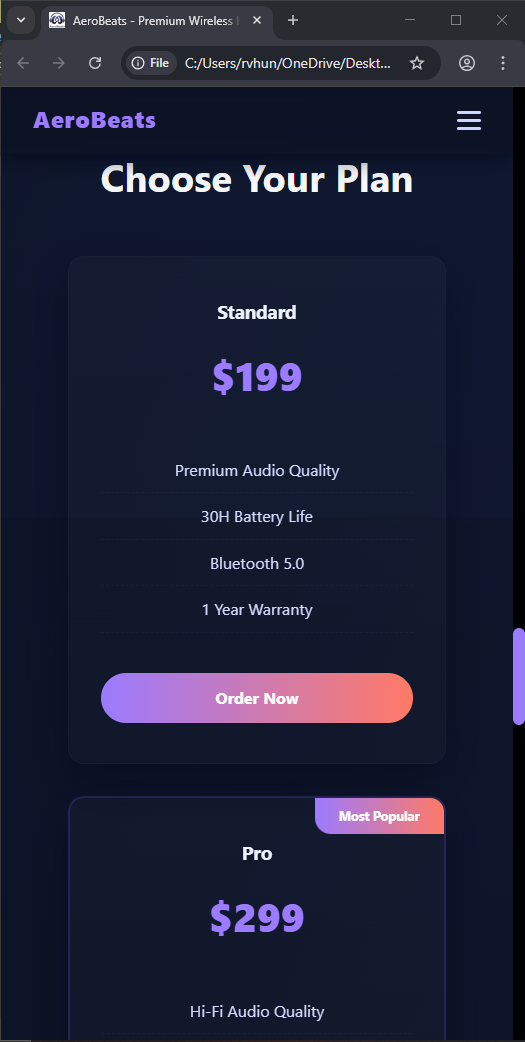 AeroBeats - Premium Wireless
File
C:/Users/rvhun/OneDrive/Deskt...
AeroBeats
Choose Your Plan
Standard
$199
Premium Audio Quality
30H Battery Life
Bluetooth 5.0
1 Year Warranty
Order Now
Most Popular
Pro
$299
Hi-Fi Audio Quality